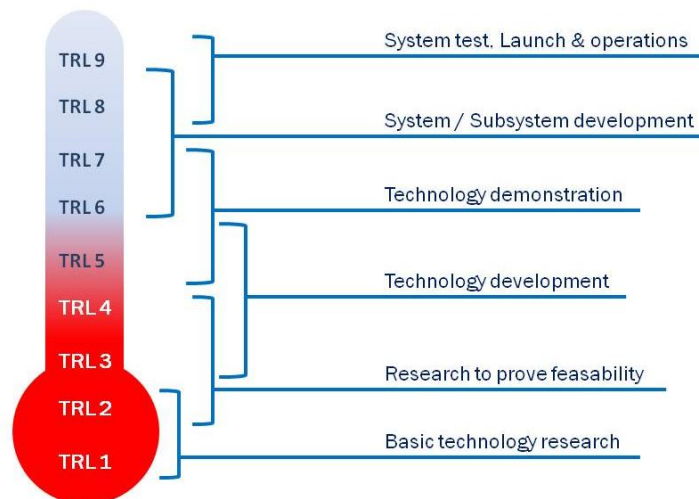 TRL 9
TRL 8
TRL 7
TRL 6
TRL 5
TRL 4
TRL 3
TRL 2
TRL 1
System test, Launch & operations
System / Subsystem development
Technology demonstration
Technology development
Research to prove feasability
Basic technology research